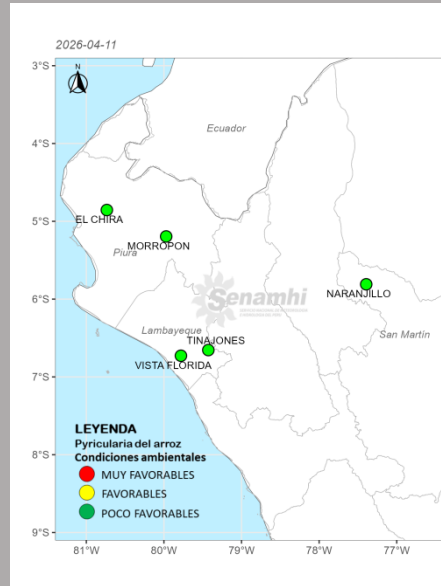 2026-04-11
N
3°S
4°S
5°S
6°S
7°S
8°S
9°S
Ecuador
EL CHIRA
MORROPON
Piura
Senamhi
NARANJILLO
Lambayeque
TINAJONES
San Martín
VISTA FLORIDA
LEYENDA
Pyricularia del arroz
Condiciones ambientales
MUY FAVORABLES
FAVORABLES
POCO FAVORABLES
81°W
80°W
79°W
78°W
77°W